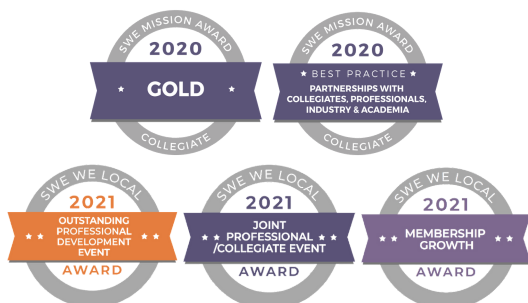 SWE MISSION AWARD
2020
GOLD
COLLEGIATE
SWE MISSION AWARD
2020
BEST PRACTICE
PARTNERSHIPS WITH
COLLEGIATES, PROFESSIONALS,
INDUSTRY & ACADEMIA
COLLEGIATE
SWE WE LOCAL
2021
OUTSTANDING
PROFESSIONAL
DEVELOPMENT
EVENT
AWARD
SWE WE LOCAL
2021
JOINT
PROFESSIONAL
/COLLEGIATE EVENT
AWARD
SWE WE LOCAL
2021
MEMBERSHIP
GROWTH
AWARD